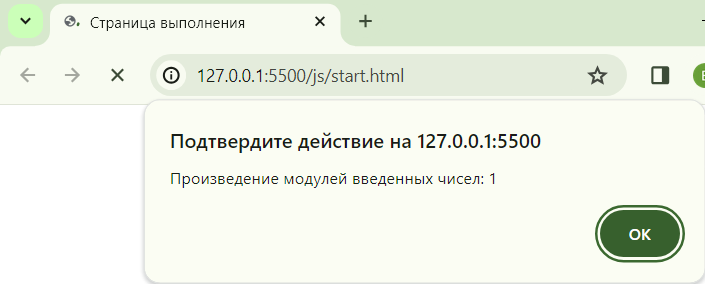 Страница выполнения
127.0.0.1:5500/js/start.html
Подтвердите действие на 127.0.0.1:5500
Произведение модулей введенных чисел: 1
ОК